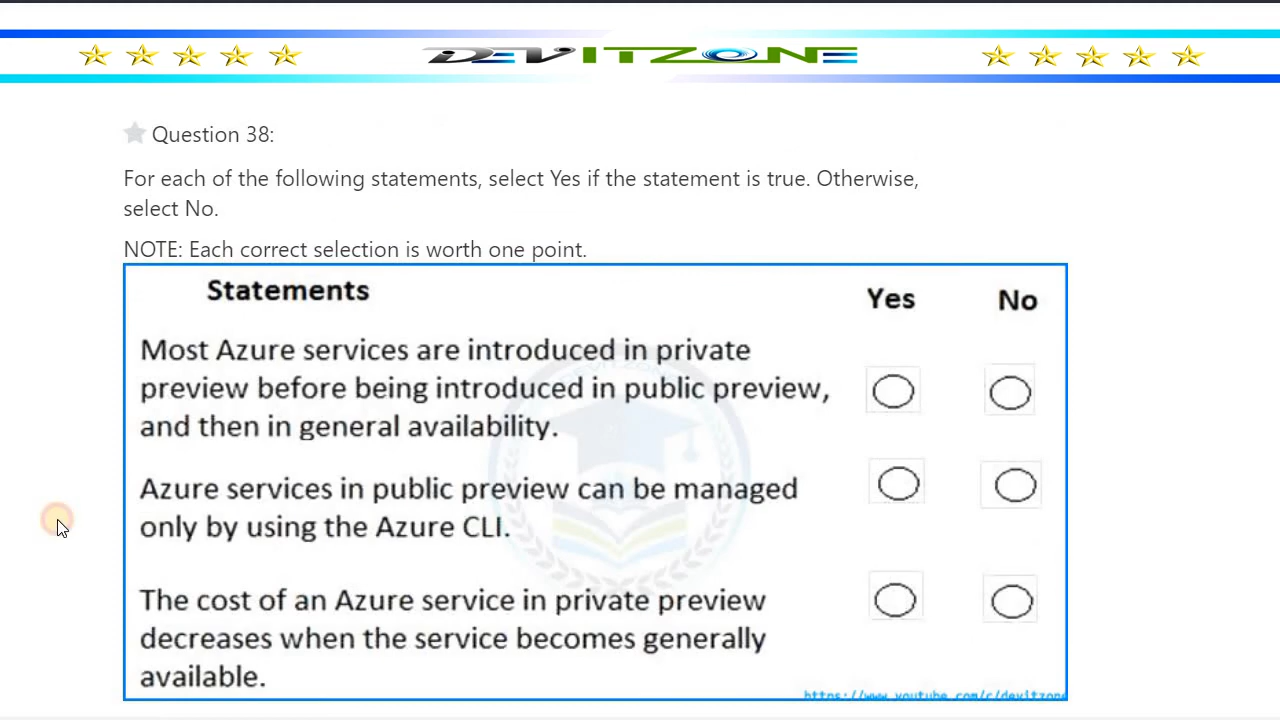 DEVITZONE
Question 38:
For each of the following statements, select Yes if the statement is true. Otherwise,
select No.
NOTE: Each correct selection is worth one point.
Statements Yes No
Most Azure services are introduced in private
preview before being introduced in public preview,
and then in general availability.
Azure services in public preview can be managed
only by using the Azure CLI.
The cost of an Azure service in private preview
decreases when the service becomes generally
available.
https://www.youtube.com/c/devitzone